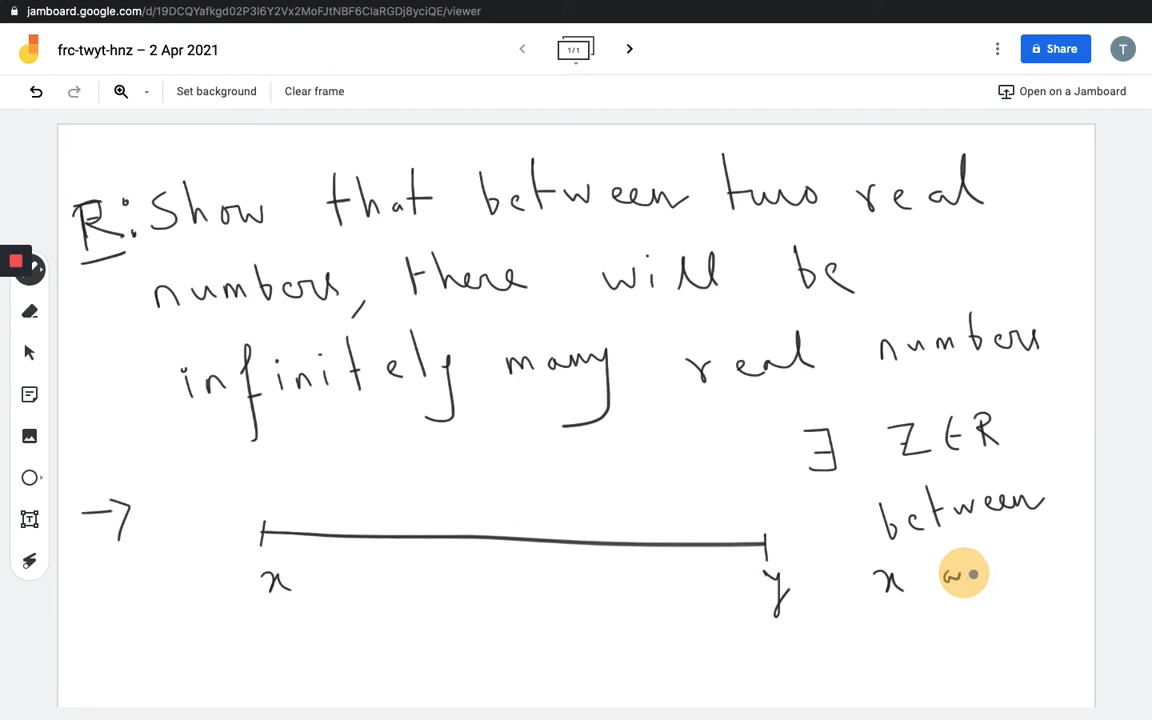 jamboard.google.com/d/19DCQYafkgd02P3l6Y2Vx2MoFJtNBF6ClaRGDj8yciQE/viewer
frc-twyt-hnz – 2 Apr 2021
1/1
Share
T
Set background
Clear frame
Open on a Jamboard
R: Show that between two real
numbers, there will be
infinitely many real numbers
∃ Z ∈ R
between
→
x y x